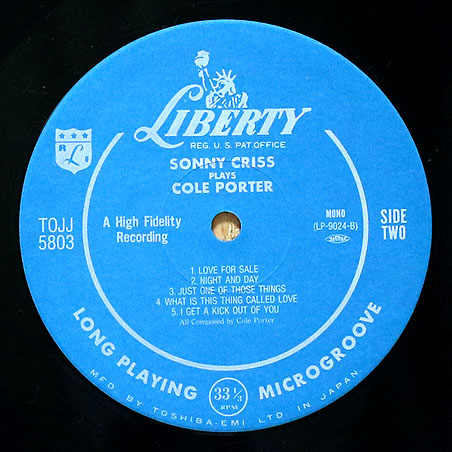 LIBERTY
REG. U. S. PAT. OFFICE
SONNY CRISS
PLAYS
COLE PORTER
R L
TOJJ
5803
A High Fidelity
Recording
MONO
(LP-9024-B)
SIDE
TWO
1. LOVE FOR SALE
2. NIGHT AND DAY
3. JUST ONE OF THOSE THINGS
4. WHAT IS THIS THING CALLED LOVE
5. I GET A KICK OUT OF YOU
All Composed by Cole Porter
LONG PLAYING 33 1/3 RPM MICROGROOVE
MFD. BY TOSHIBA-EMI LTD. IN JAPAN.